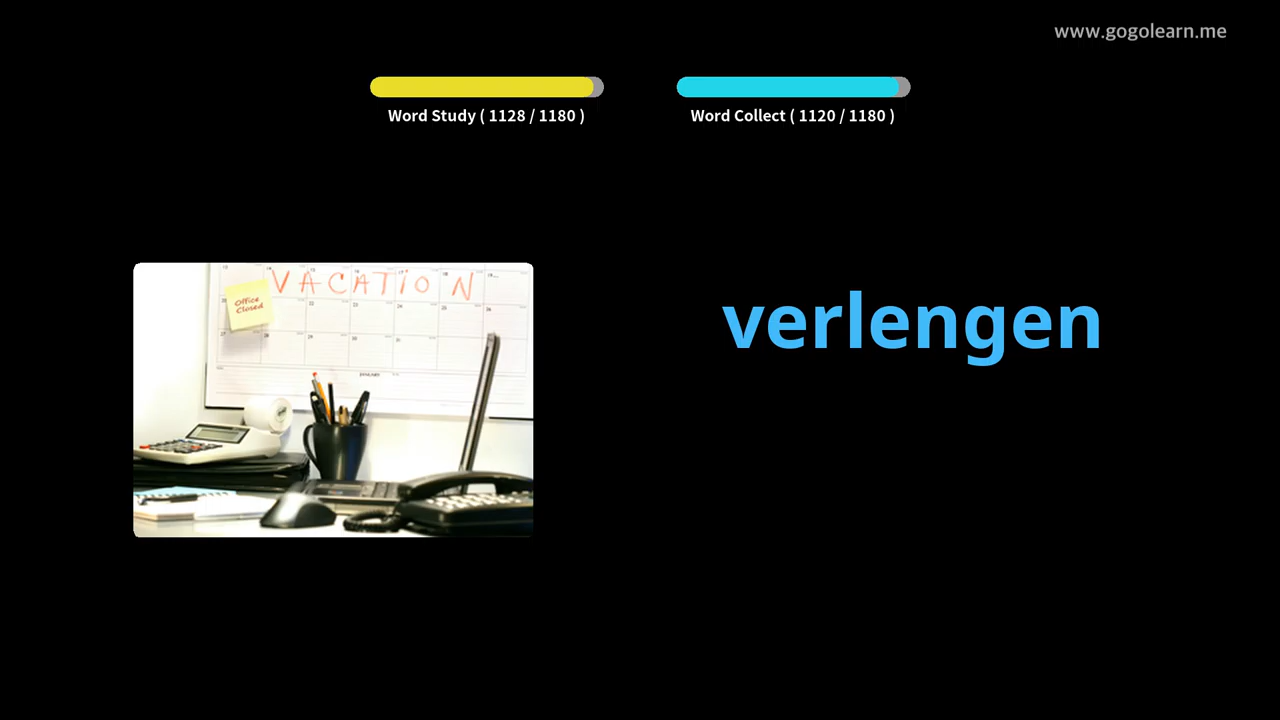 www.gogolearn.me
Word Study ( 1128 / 1180 )
Word Collect ( 1120 / 1180 )
VACATION
Office
Closed
verlengen